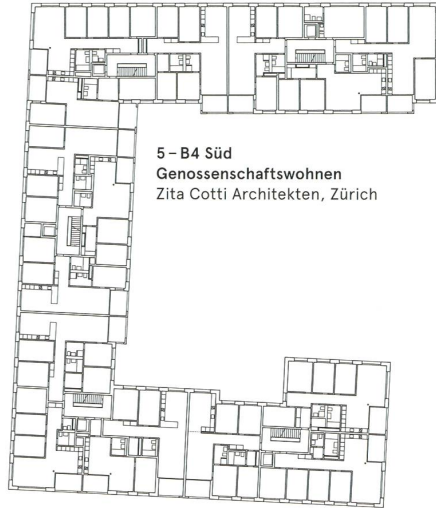 5 – B4 Süd
Genossenschaftswohnen
Zita Cotti Architekten, Zürich